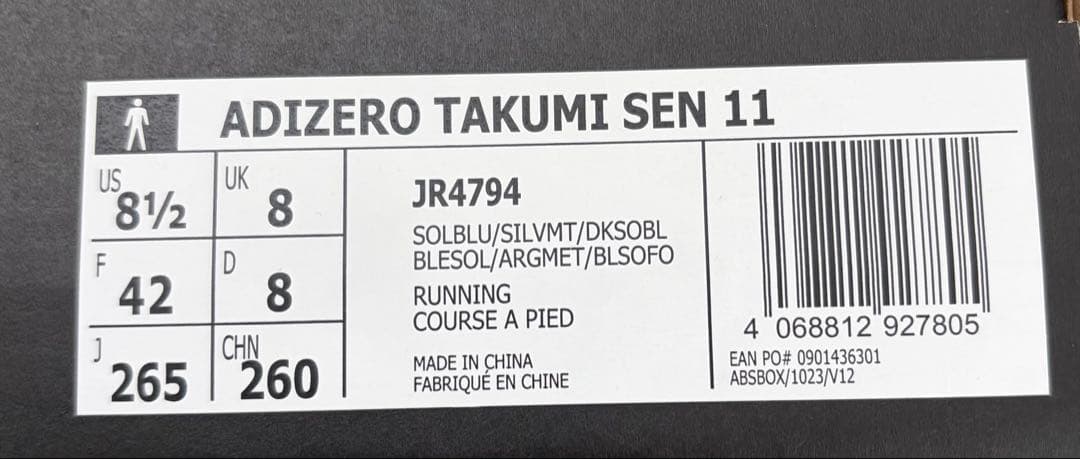 ADIZERO TAKUMI SEN 11
US 8½
UK 8
F 42
D 8
J 265
CHN 260
JR4794
SOLBLU/SILVMT/DKSOBL
BLESOL/ARGMET/BLSOFO
RUNNING
COURSE A PIED
MADE IN CHINA
FABRIQUÉ EN CHINE
4 068812 927805
EAN PO# 0901436301
ABSBOX/1023/V12